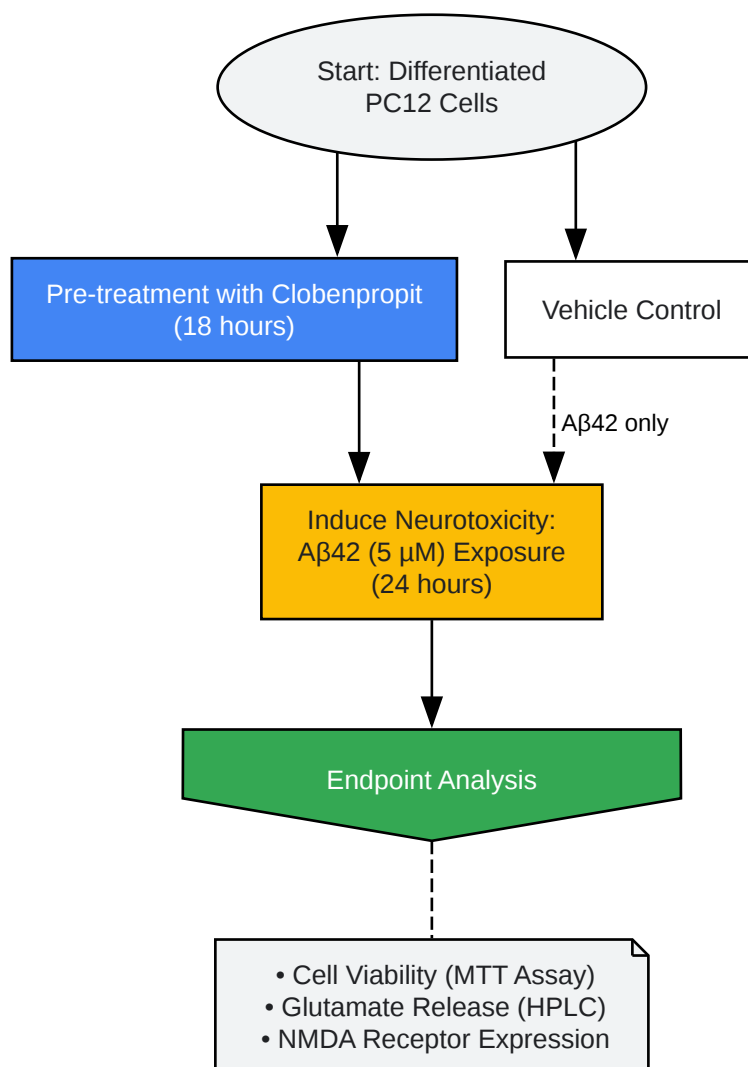 Start: Differentiated
PC12 Cells
Pre-treatment with Clobenpropit
(18 hours)
Vehicle Control
Aβ42 only
Induce Neurotoxicity:
Aβ42 (5 µM) Exposure
(24 hours)
Endpoint Analysis
• Cell Viability (MTT Assay)
• Glutamate Release (HPLC)
• NMDA Receptor Expression